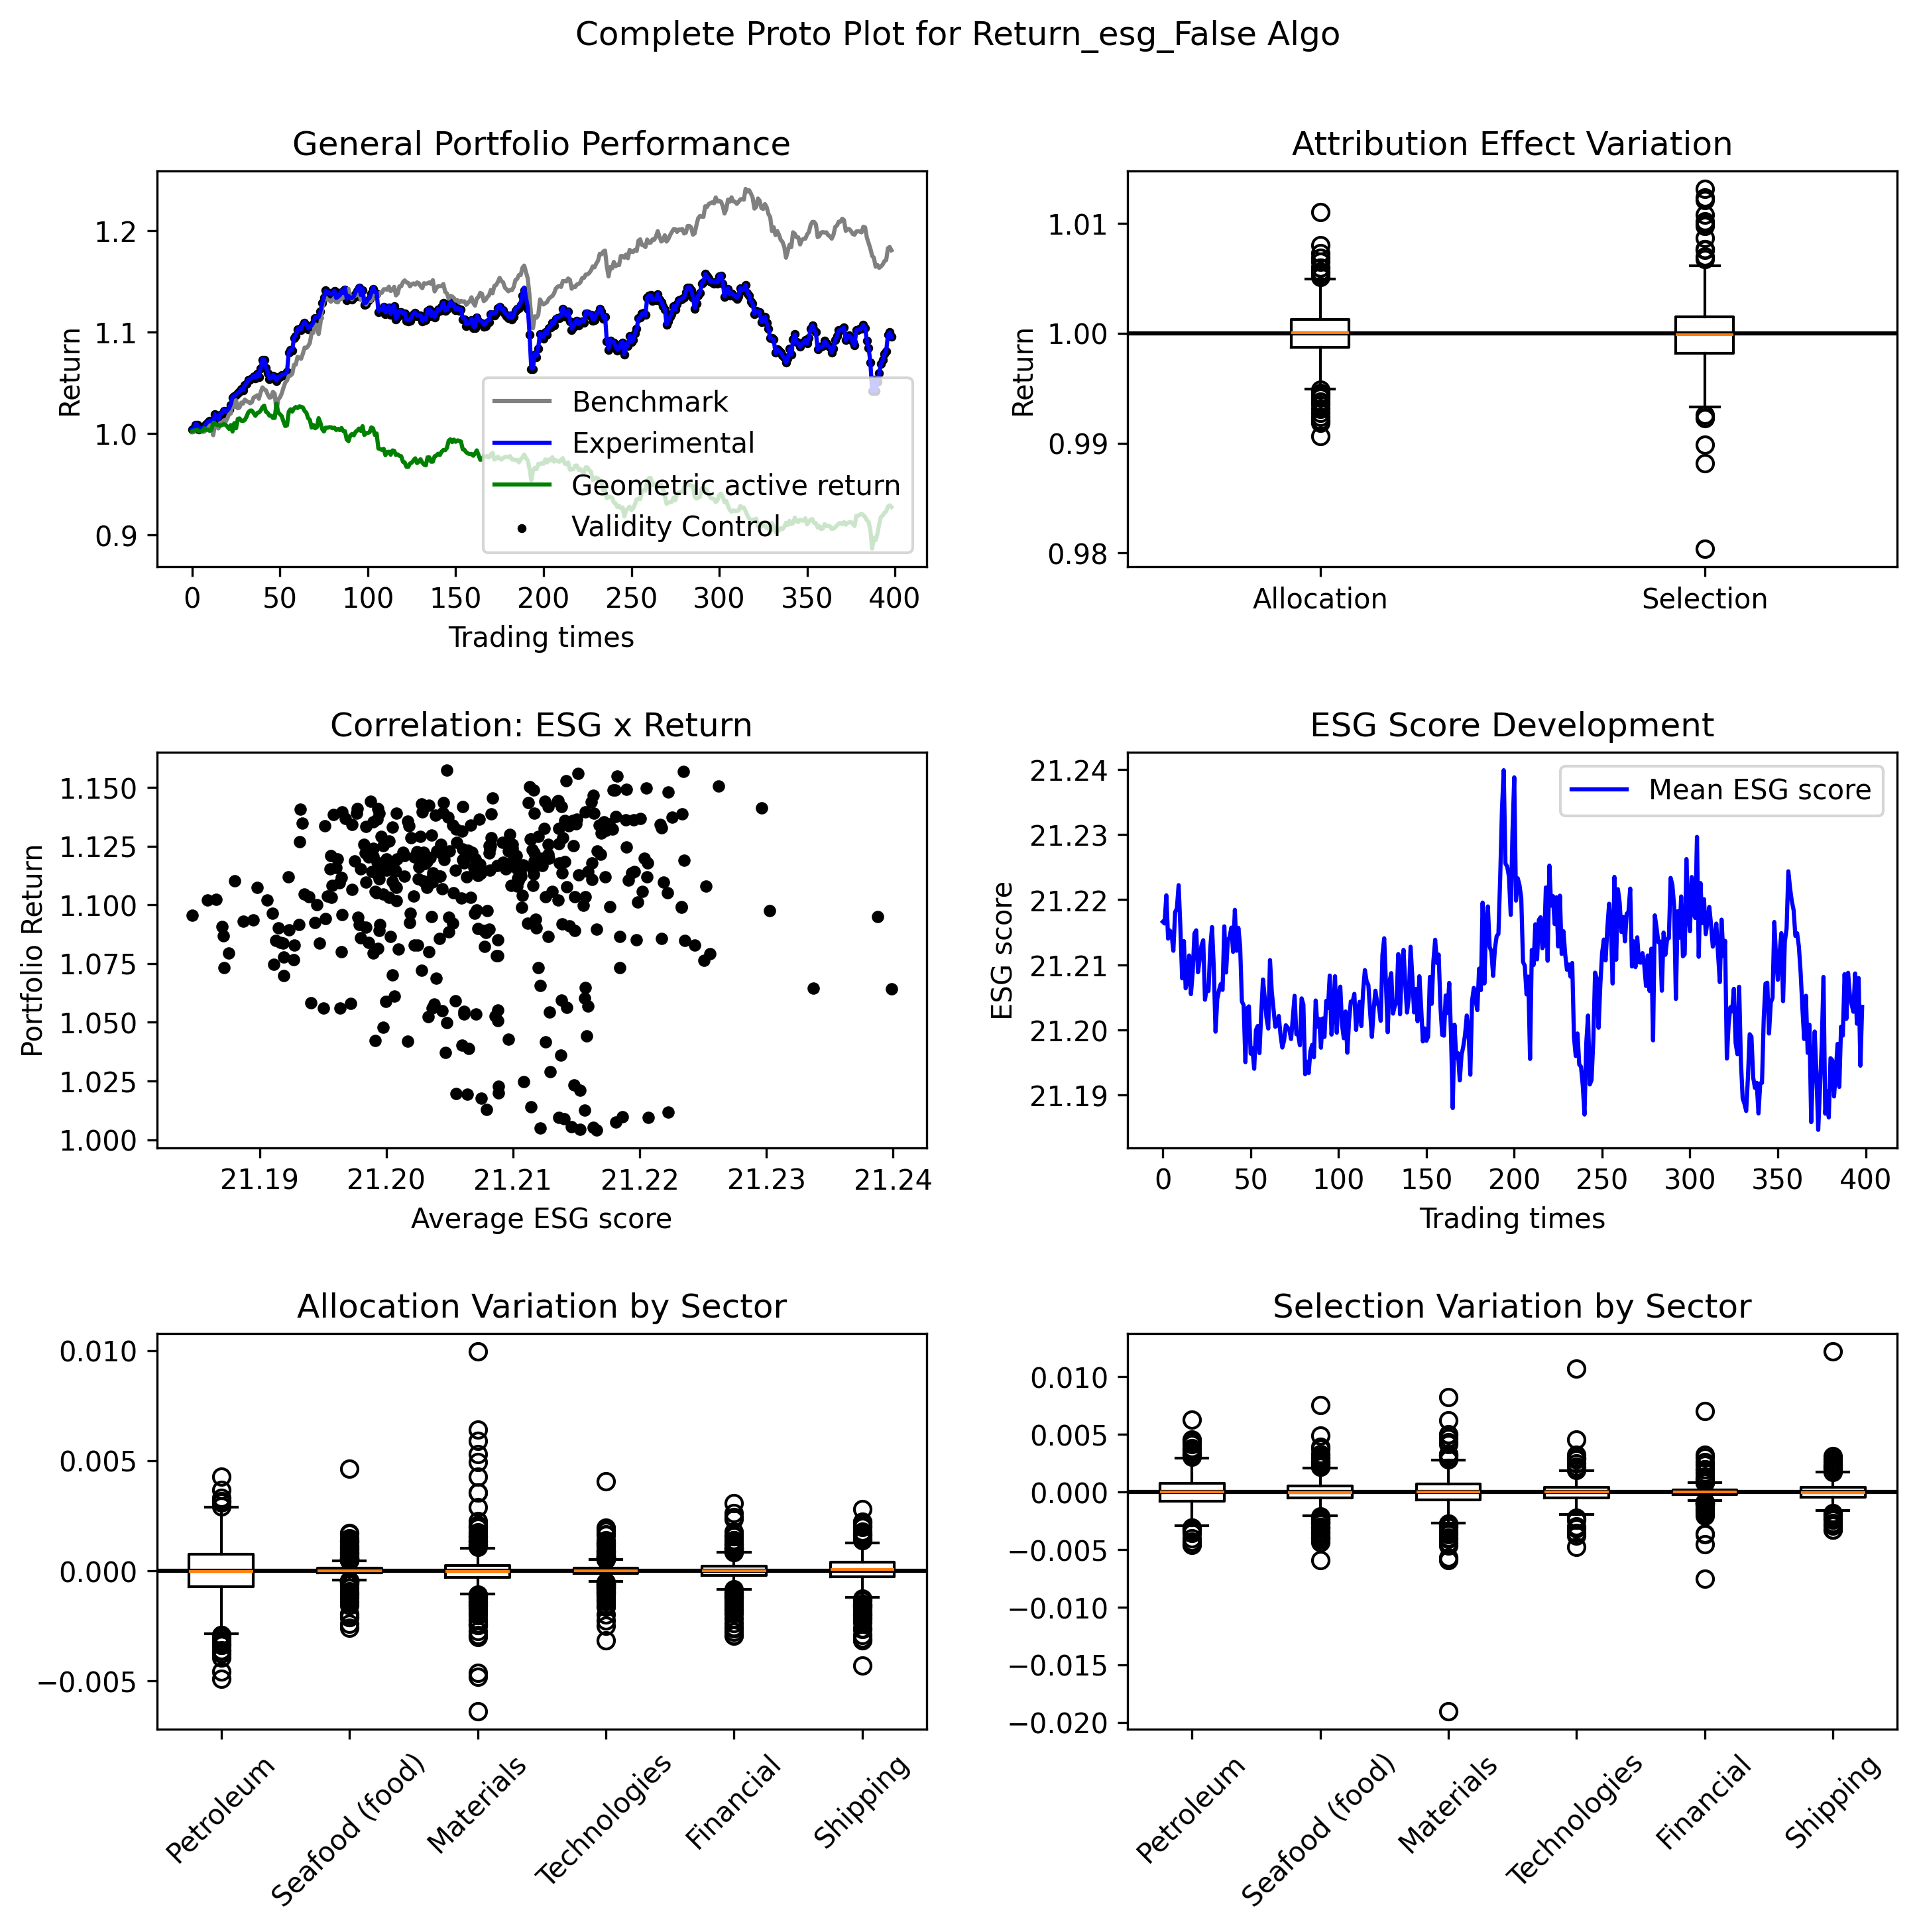 Complete Proto Plot for Return_esg_False Algo
General Portfolio Performance
Return
1.2
1.1
1.0
0.9
Benchmark
Experimental
Geometric active return
Validity Control
0 50 100 150 200 250 300 350 400
Trading times
Attribution Effect Variation
Return
1.01
1.00
0.99
0.98
Allocation Selection
Correlation: ESG x Return
Portfolio Return
1.150
1.125
1.100
1.075
1.050
1.025
1.000
21.19 21.20 21.21 21.22 21.23 21.24
Average ESG score
ESG Score Development
ESG score
21.24
21.23
21.22
21.21
21.20
21.19
Mean ESG score
0 50 100 150 200 250 300 350 400
Trading times
Allocation Variation by Sector
0.010
0.005
0.000
−0.005
Petroleum
Seafood (food)
Materials
Technologies
Financial
Shipping
Selection Variation by Sector
0.010
0.005
0.000
−0.005
−0.010
−0.015
−0.020
Petroleum
Seafood (food)
Materials
Technologies
Financial
Shipping